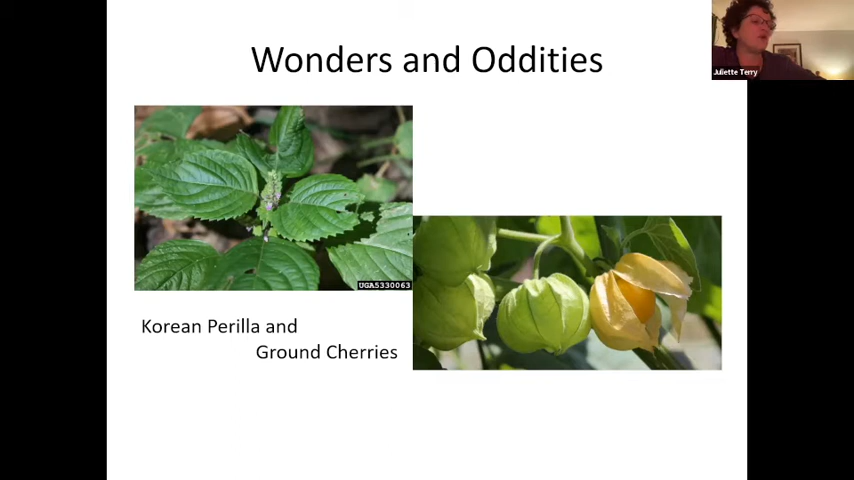 Wonders and Oddities
Juliette Terry
UGA5330063
Korean Perilla and
Ground Cherries